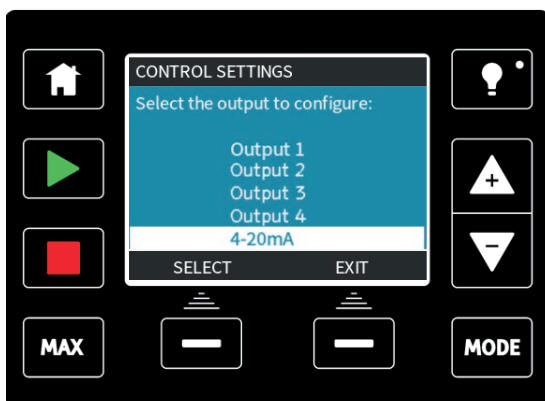 CONTROL SETTINGS
Select the output to configure:
Output 1
Output 2
Output 3
Output 4
4-20mA
SELECT EXIT
+
-
MAX
MODE